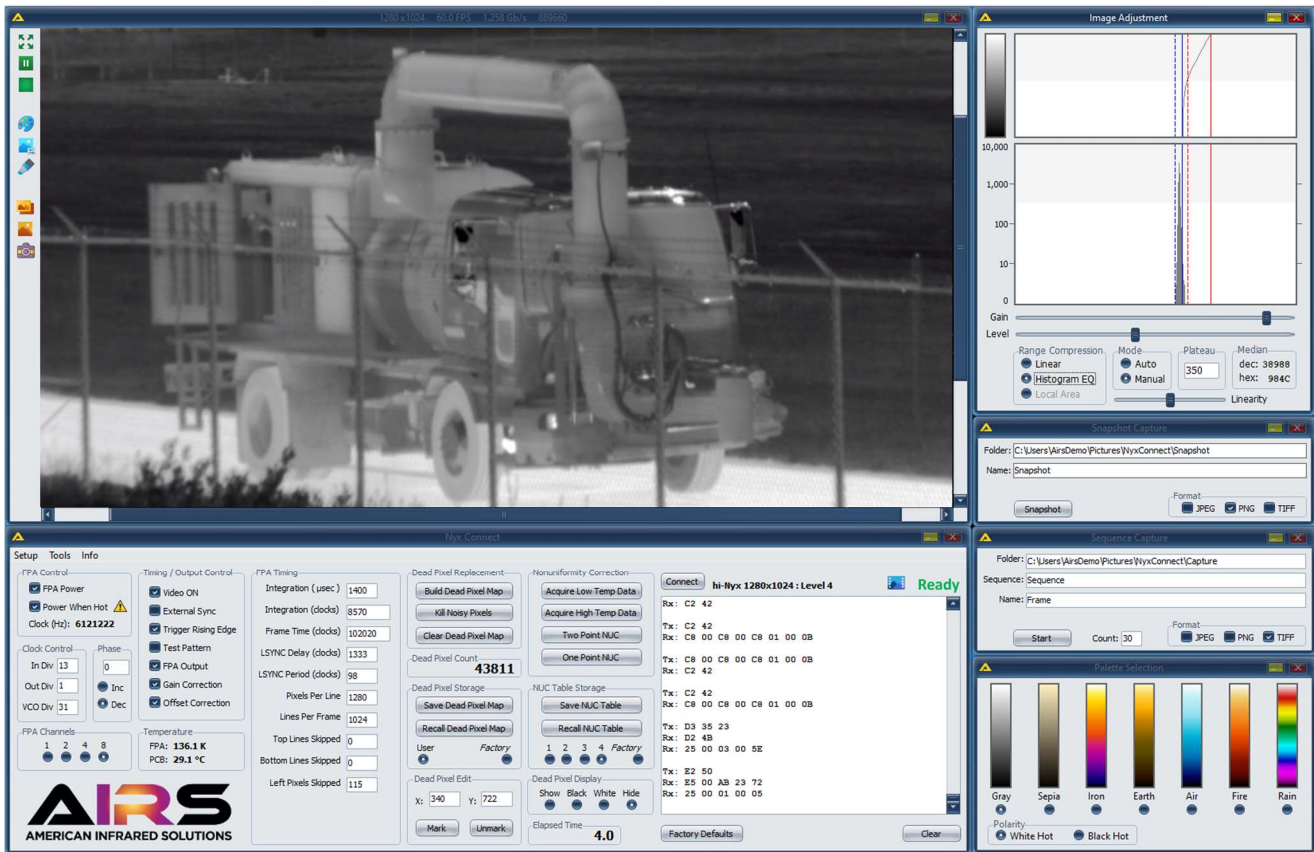 1280 x 1024 60.0 FPS 1.258 Gb/s 889660
Image Adjustment
10,000
1,000
100
10
0
Gain
Level
Range Compression
Linear
Histogram EQ
Local Area
Mode
Auto
Manual
Plateau
350
Median
dec: 38988
hex: 984C
Linearity
Snapshot Capture
Folder: C:\Users\AirsDemo\Pictures\NyxConnect\Snapshot
Name: Snapshot
Snapshot
Format
JPEG PNG TIFF
Nyx Connect
Setup Tools Info
FPA Control
FPA Power
Power When Hot
Clock (Hz): 6121222
Clock Control
In Div 13
Out Div 1
VCO Div 31
Phase
0
Inc
Dec
FPA Channels
1 2 4 8
Timing / Output Control
Video ON
External Sync
Trigger Rising Edge
Test Pattern
FPA Output
Gain Correction
Offset Correction
Temperature
FPA: 136.1 K
PCB: 29.1 °C
AIRS
AMERICAN INFRARED SOLUTIONS
FPA Timing
Integration (µsec) 1400
Integration (clocks) 8570
Frame Time (clocks) 102020
LSYNC Delay (clocks) 1333
LSYNC Period (clocks) 98
Pixels Per Line 1280
Lines Per Frame 1024
Top Lines Skipped 0
Bottom Lines Skipped 0
Left Pixels Skipped 115
Dead Pixel Replacement
Build Dead Pixel Map
Kill Noisy Pixels
Clear Dead Pixel Map
Dead Pixel Count
43811
Dead Pixel Storage
Save Dead Pixel Map
Recall Dead Pixel Map
User Factory
Dead Pixel Edit
X: 340 Y: 722
Mark Unmark
Nonuniformity Correction
Acquire Low Temp Data
Acquire High Temp Data
Two Point NUC
One Point NUC
NUC Table Storage
Save NUC Table
Recall NUC Table
1 2 3 4 Factory
Dead Pixel Display
Show Black White Hide
Elapsed Time
4.0
Connect hi-Nyx 1280x1024 : Level 4 Ready
Rx: C2 42
Tx: C2 42
Rx: C8 00 C8 00 C8 01 00 0B
Tx: C8 00 C8 00 C8 01 00 0B
Rx: C2 42
Tx: C2 42
Rx: C8 00 C8 00 C8 01 00 0B
Tx: D3 35 23
Rx: D2 4B
Rx: 25 00 03 00 5E
Tx: E2 50
Rx: E5 00 AB 23 72
Rx: 25 00 01 00 05
Factory Defaults Clear
Sequence Capture
Folder: C:\Users\AirsDemo\Pictures\NyxConnect\Capture
Sequence: Sequence
Name: Frame
Start Count: 30
Format
JPEG PNG TIFF
Palette Selection
Gray Sepia Iron Earth Air Fire Rain
Polarity
White Hot Black Hot